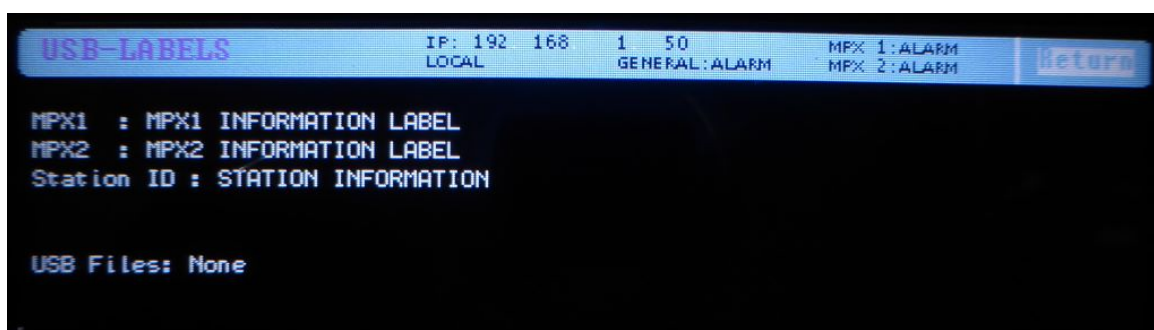 USB-LABELS
IP: 192 168 1 50
LOCAL
GENERAL:ALARM
MPX 1:ALARM
MPX 2:ALARM
Return
MPX1 : MPX1 INFORMATION LABEL
MPX2 : MPX2 INFORMATION LABEL
Station ID : STATION INFORMATION
USB Files: None